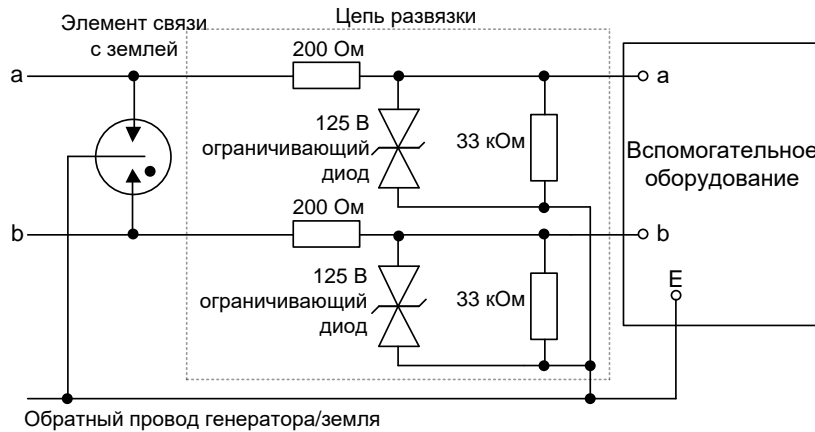 Элемент связи
с землей
Цепь развязки
200 Ом
a
a
125 В
ограничивающий
диод
33 кОм
Вспомогательное
оборудование
200 Ом
b
b
125 В
ограничивающий
диод
33 кОм
E
Обратный провод генератора/земля